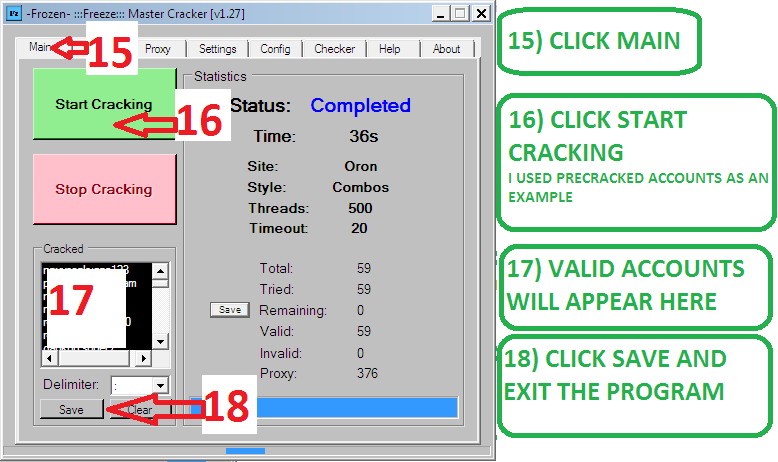 Fz -Frozen- :::Freeze::: Master Cracker [v1.27]
Main Proxy Settings Config Checker Help About
15
Start Cracking
16
Stop Cracking
Statistics
Status: Completed
Time: 36s
Site: Oron
Style: Combos
Threads: 500
Timeout: 20
Total: 59
Tried: 59
Save Remaining: 0
Valid: 59
Invalid: 0
Proxy: 376
Cracked
17
Delimiter: :
Save Clear
18
15) CLICK MAIN
16) CLICK START
CRACKING
I USED PRECRACKED ACCOUNTS AS AN
EXAMPLE
17) VALID ACCOUNTS
WILL APPEAR HERE
18) CLICK SAVE AND
EXIT THE PROGRAM